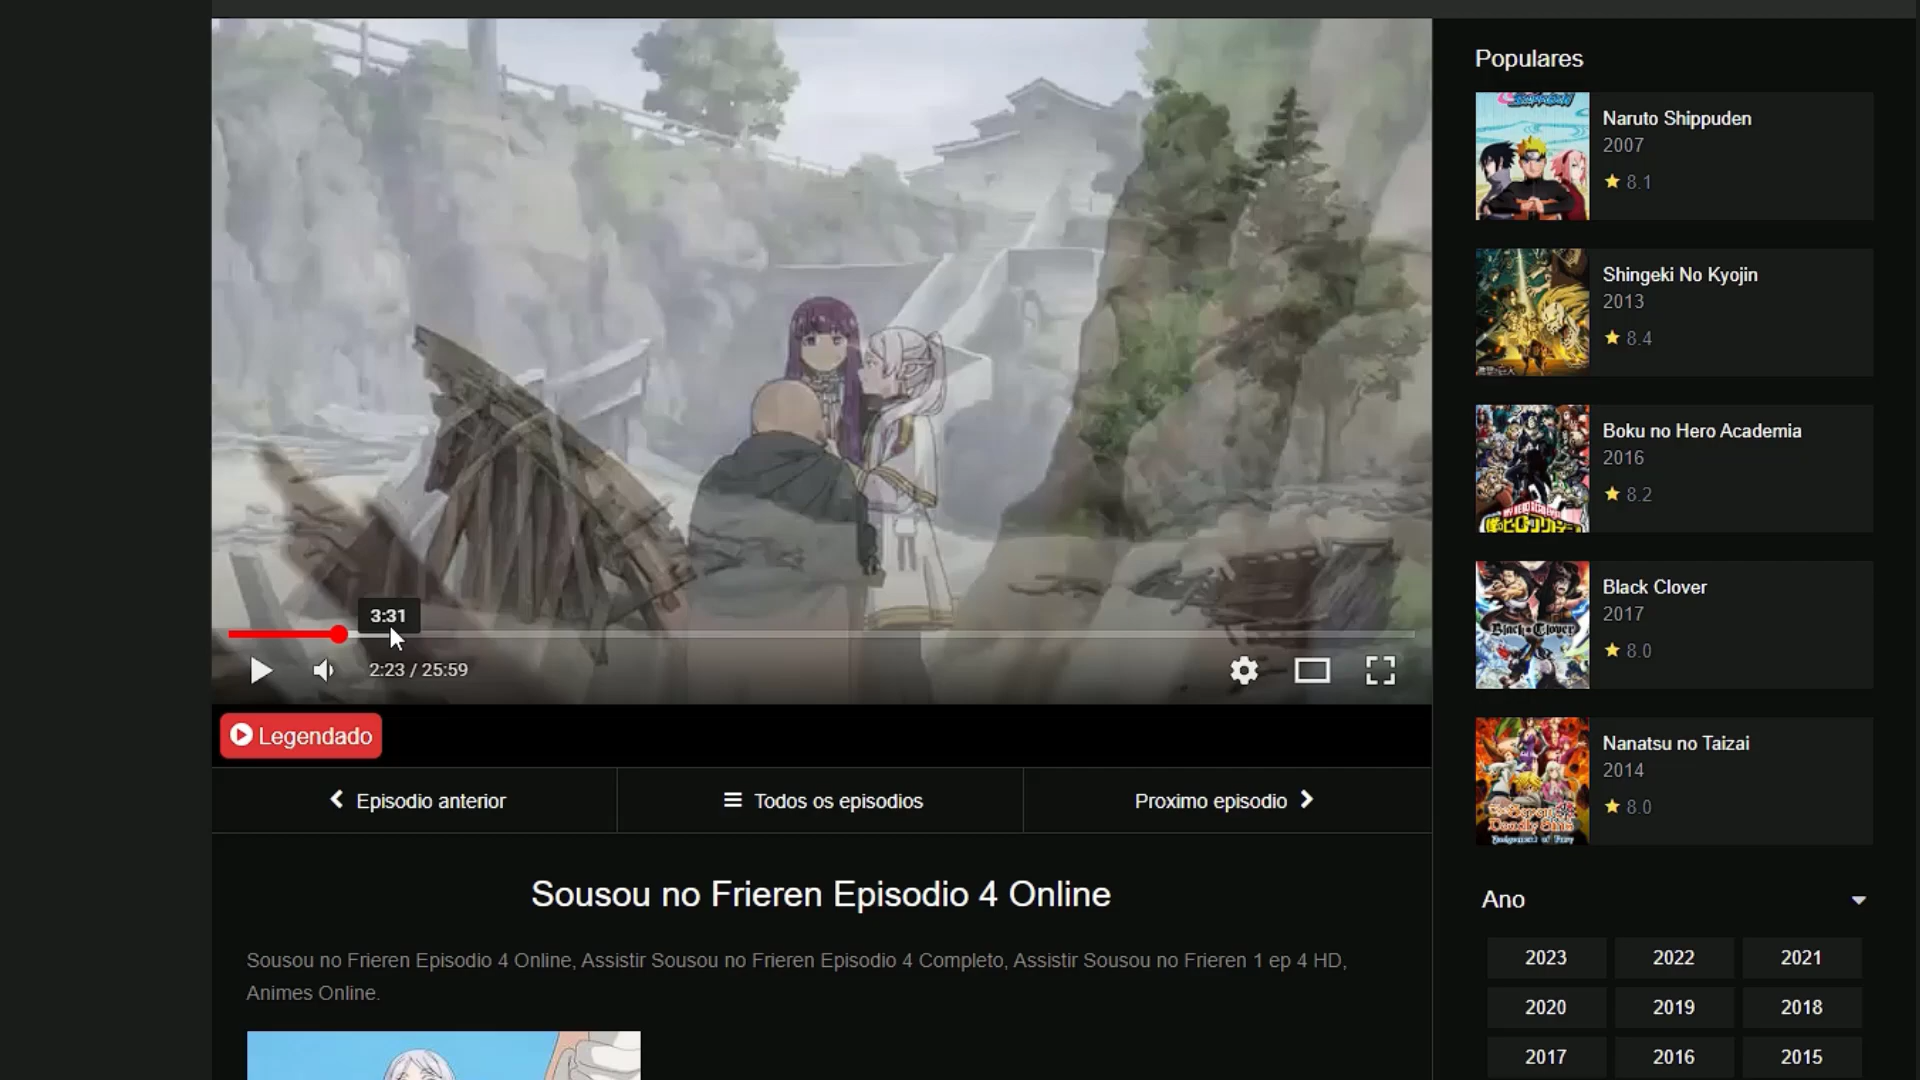 3:31
2:23 / 25:59
Legendado
Episodio anterior
Todos os episodios
Proximo episodio
Sousou no Frieren Episodio 4 Online
Sousou no Frieren Episodio 4 Online, Assistir Sousou no Frieren Episodio 4 Completo, Assistir Sousou no Frieren 1 ep 4 HD,
Animes Online.
Populares
Naruto Shippuden
2007
8.1
Shingeki No Kyojin
2013
8.4
Boku no Hero Academia
2016
8.2
Black Clover
Black Clover
2017
8.0
Nanatsu no Taizai
2014
8.0
Ano
2023 2022 2021
2020 2019 2018
2017 2016 2015